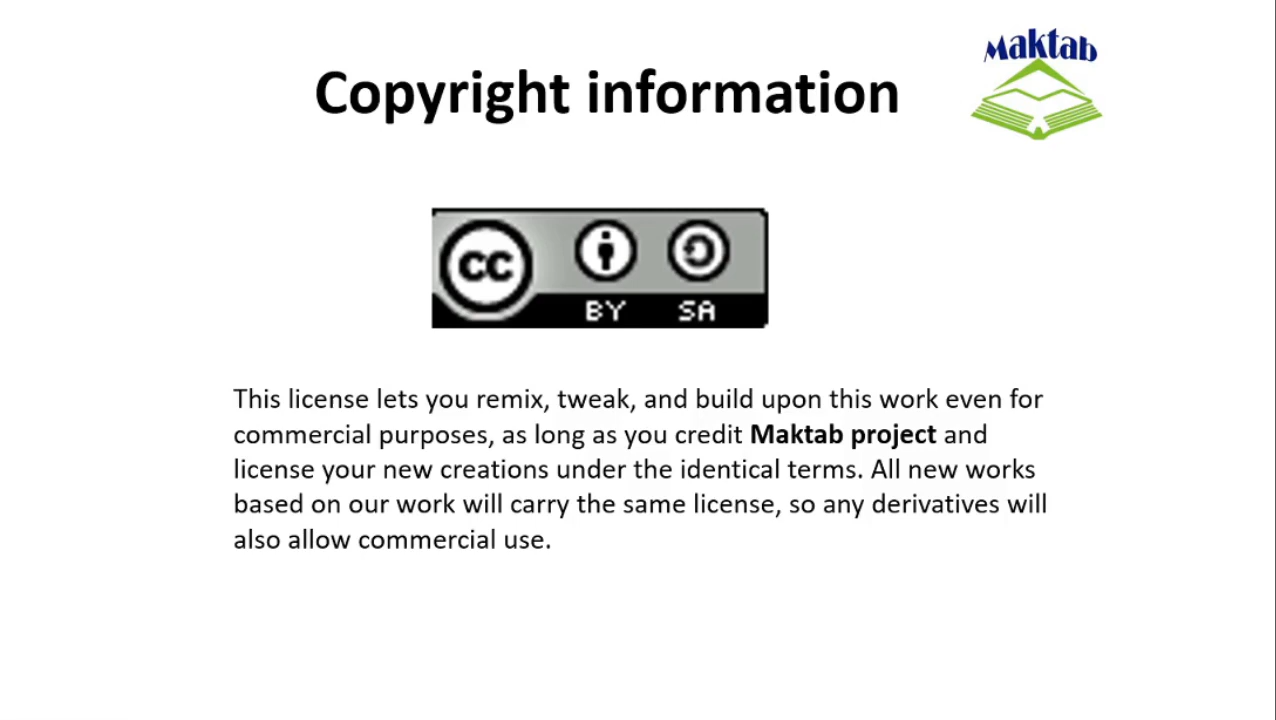 Maktab
Copyright information
CC
BY SA
This license lets you remix, tweak, and build upon this work even for
commercial purposes, as long as you credit Maktab project and
license your new creations under the identical terms. All new works
based on our work will carry the same license, so any derivatives will
also allow commercial use.